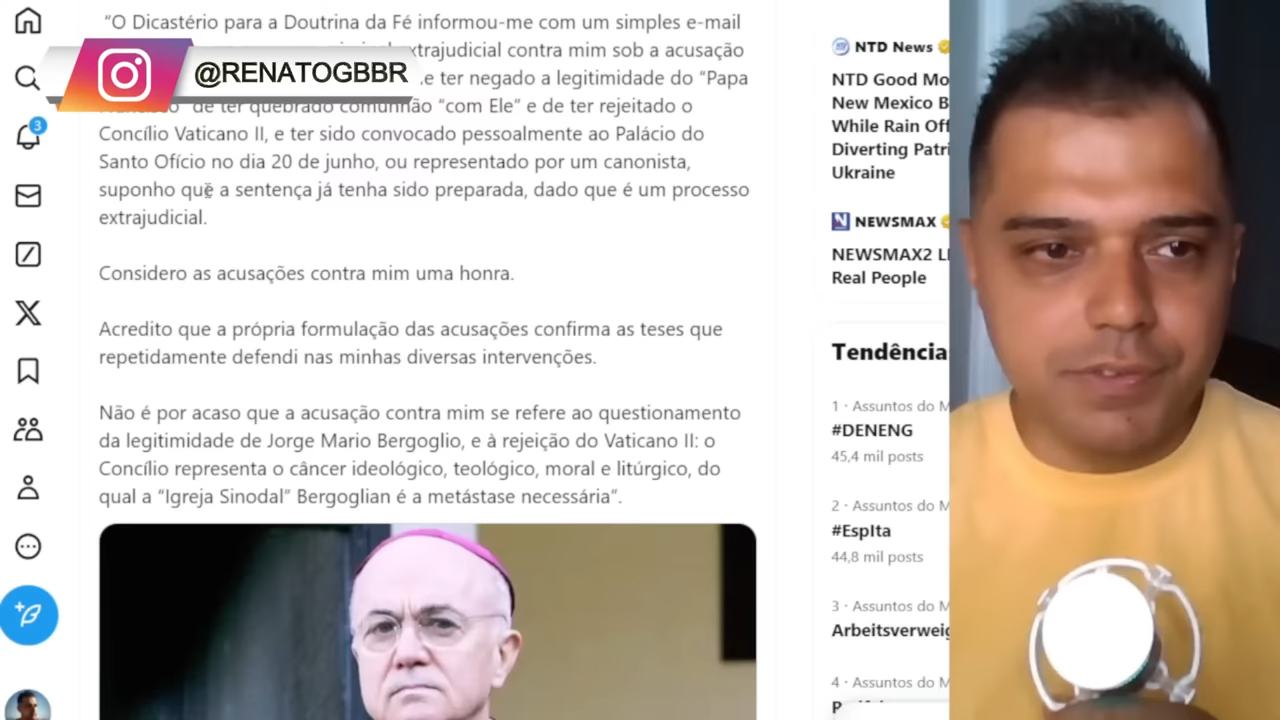 "O Dicastério para a Doutrina da Fé informou-me com um simples e-mail
extrajudicial contra mim sob a acusação
@RENATOGBBR
e ter negado a legitimidade do "Papa
de ter quebrado comunhão "com Ele" e de ter rejeitado o
Concílio Vaticano II, e ter sido convocado pessoalmente ao Palácio do
Santo Ofício no dia 20 de junho, ou representado por um canonista,
suponho que a sentença já tenha sido preparada, dado que é um processo
extrajudicial.
Considero as acusações contra mim uma honra.
Acredito que a própria formulação das acusações confirma as teses que
repetidamente defendi nas minhas diversas intervenções.
Não é por acaso que a acusação contra mim se refere ao questionamento
da legitimidade de Jorge Mario Bergoglio, e à rejeição do Vaticano II: o
Concílio representa o câncer ideológico, teológico, moral e litúrgico, do
qual a "Igreja Sinodal" Bergoglian é a metástase necessária".
3
NTD News
NTD Good Mo
New Mexico B
While Rain Off
Diverting Patri
Ukraine
NEWSMAX
NEWSMAX2 LI
Real People
Tendência
1 · Assuntos do M
#DENENG
45,4 mil posts
2 · Assuntos do M
#EspIta
44,8 mil posts
3 · Assuntos do M
Arbeitsverweig
4 · Assuntos do M